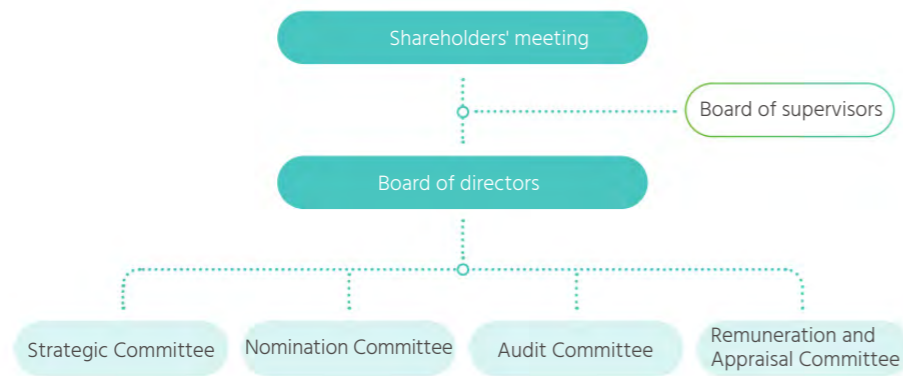 Shareholders' meeting
Board of supervisors
Board of directors
Strategic Committee
Nomination Committee
Audit Committee
Remuneration and
Appraisal Committee